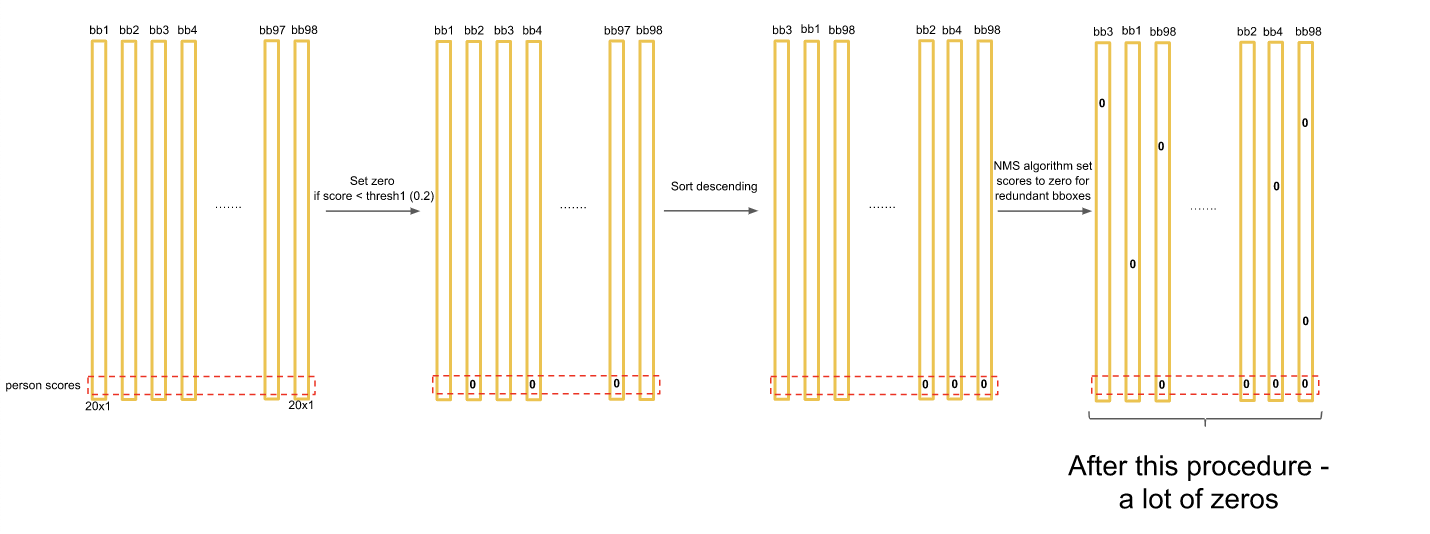 bb1 bb2 bb3 bb4 bb97 bb98
bb1 bb2 bb3 bb4 bb97 bb98
bb3 bb1 bb98 bb2 bb4 bb98
bb3 bb1 bb98 bb2 bb4 bb98
0
0
0
0
0
0
.......
Set zero
if score < thresh1 (0.2)
.......
Sort descending
.......
NMS algorithm set
scores to zero for
redundant bboxes
.......
person scores
0 0 0
0 0 0
0 0 0 0
20x1 20x1
After this procedure -
a lot of zeros